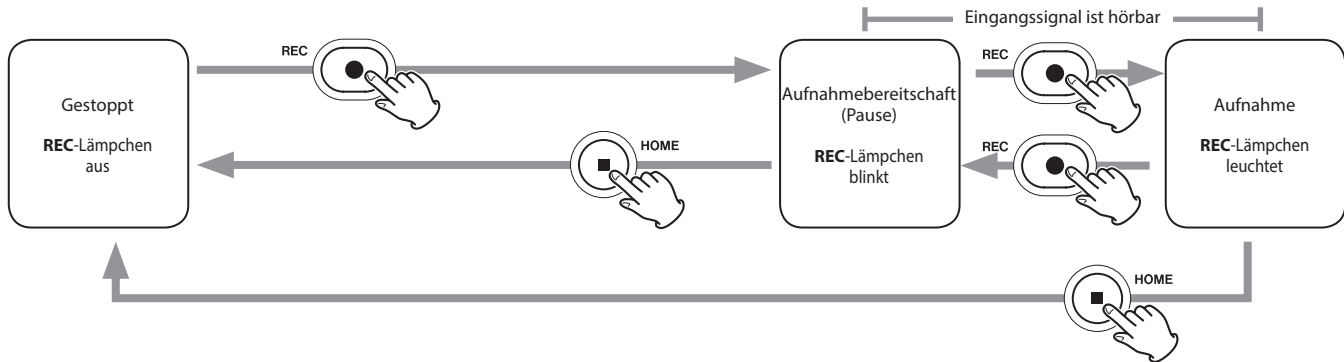 Eingangssignal ist hörbar
REC
REC
Gestoppt
REC-Lämpchen
aus
Aufnahmebereitschaft
(Pause)
REC-Lämpchen
blinkt
Aufnahme
REC-Lämpchen
leuchtet
HOME
REC
HOME